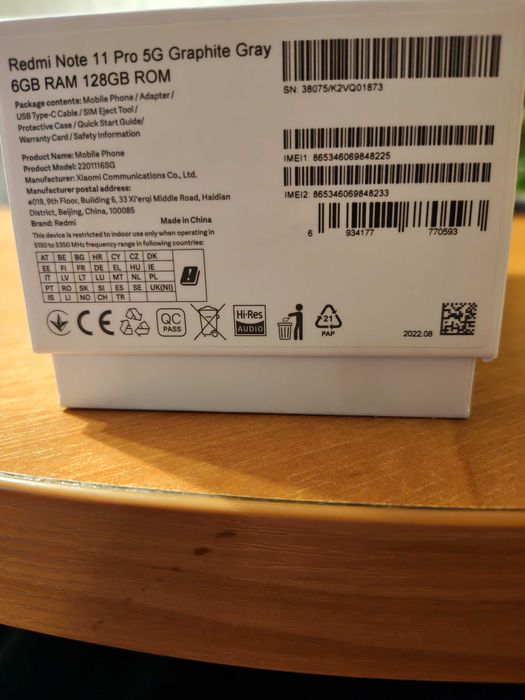 Redmi Note 11 Pro 5G Graphite Gray
6GB RAM 128GB ROM
Package contents: Mobile Phone / Adapter /
USB Type-C Cable / SIM Eject Tool /
Protective Case / Quick Start Guide/
Warranty Card / Safety Information
Product Name: Mobile Phone
Product Model: 2201116SG
Manufacturer: Xiaomi Communications Co., Ltd.
Manufacturer postal address:
#019, 9th Floor, Building 6, 33 Xi'erqi Middle Road, Haidian
District, Beijing, China, 100085
Brand: Redmi Made in China
This device is restricted to indoor use only when operating in
5150 to 5350 MHz frequency range in following countries:
AT BE BG HR CY CZ DK
EE FI FR DE EL HU IE
IT LV LT LU MT NL PL
PT RO SK SI ES SE UK(NI)
IS LI NO CH TR
CE
QC
PASS
Hi-Res
AUDIO
21
PAP
SN: 38075/K2VQ01873
IMEI1: 865346069848225
IMEI2: 865346069848233
6 934177 770593
2022.08